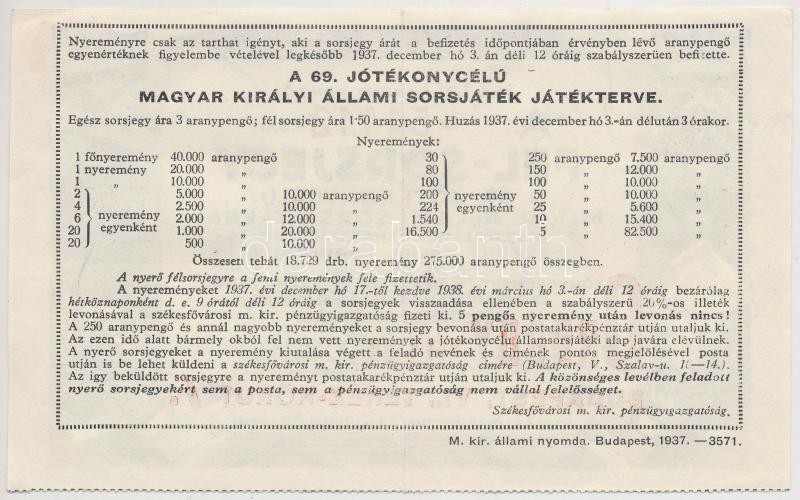 Nyereményre csak az tarthat igényt, aki a sorsjegy árát a befizetés időpontjában érvényben lévő aranypengő
egyenértéknek figyelembe vételével legkésőbb 1937. december hó 3. án déli 12 óráig szabályszerüen befizette.
A 69. JÓTÉKONYCÉLÚ
MAGYAR KIRÁLYI ÁLLAMI SORSJÁTÉK JÁTÉKTERVE.
Egész sorsjegy ára 3 aranypengő; fél sorsjegy ára 1·50 aranypengő. Huzás 1937. évi december hó 3.-án délután 3 órakor.
Nyeremények:
1 főnyeremény 40.000 aranypengő 30 250 aranypengő 7.500 aranypengő
1 nyeremény 20.000 „ 80 150 „ 12.000 „
1 „ 10.000 „ 100 100 „ 10.000 „
2 5.000 „ 10.000 aranypengő 200 nyeremény 50 „ 10.000 „
4 nyeremény 2.500 „ 10.000 „ 224 egyenként 25 „ 5.600 „
6 egyenként 2.000 „ 12.000 „ 1.540 10 „ 15.400 „
20 1.000 „ 20.000 „ 16.500 5 „ 82.500 „
20 500 „ 10.000 „
Összesen tehát 18.729 drb. nyeremény 275.000 aranypengő összegben.
A nyerő félsorsjegyre a fenti nyeremények fele fizettetik.
A nyereményeket 1937. évi december hó 17.-től kezdve 1938. évi március hó 3.-án déli 12 óráig bezárólag
hétköznaponként d. e. 9 órától déli 12 óráig a sorsjegyek visszaadása ellenében a szabályszerű 20%-os illeték
levonásával a székesfővárosi m. kir. pénzügyigazgatóság fizeti ki. 5 pengős nyeremény után levonás nincs!
A 250 aranypengő és annál nagyobb nyereményeket a sorsjegy bevonása után postatakarékpénztár utján utaljuk ki.
Az ezen idő alatt bármely okból fel nem vett nyeremények a jótékonycélu államsorsjátéki alap javára elévülnek.
A nyerő sorsjegyeket a nyeremény kiutalása végett a feladó nevének és cimének pontos megjelölésével posta
utján is be lehet küldeni a székesfővárosi m. kir. pénzügyigazgatóság cimére (Budapest, V., Szalay-u. 10—14.).
Az igy beküldött sorsjegyre a nyereményt postatakarékpénztár utján utaljuk ki. A közönséges levélben feladott
nyerő sorsjegyekért sem a posta, sem a pénzügyigazgatóság nem vállal felelősséget.
Székesfővárosi m. kir. pénzügyigazgatóság.
M. kir. állami nyomda. Budapest, 1937. —3571.
darabanth